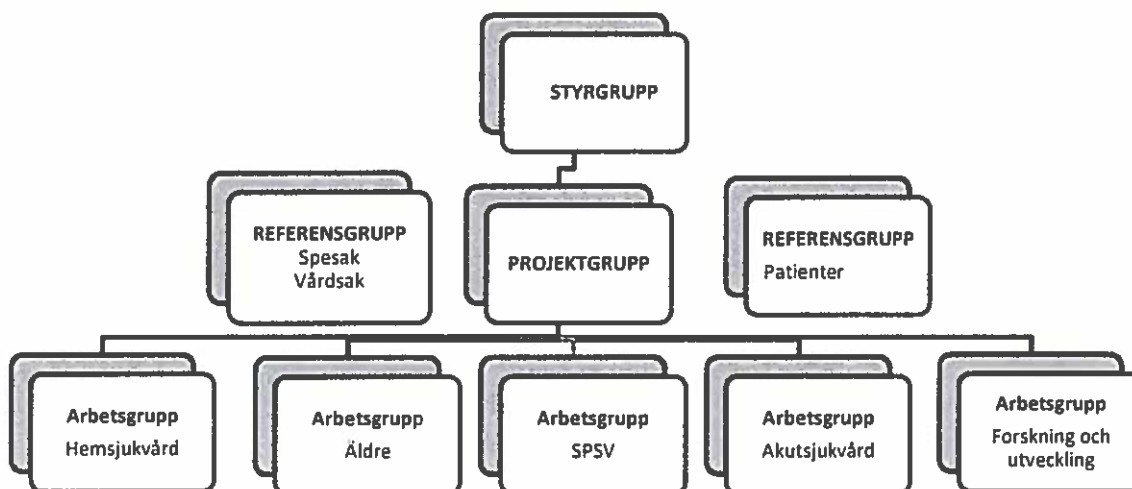 STYRGRUPP
REFERENSGRUPP
Spesak
Vårdsak
PROJEKTGRUPP
REFERENSGRUPP
Patienter
Arbetsgrupp
Hemsjukvård
Arbetsgrupp
Äldre
Arbetsgrupp
SPSV
Arbetsgrupp
Akutsjukvård
Arbetsgrupp
Forskning och
utveckling